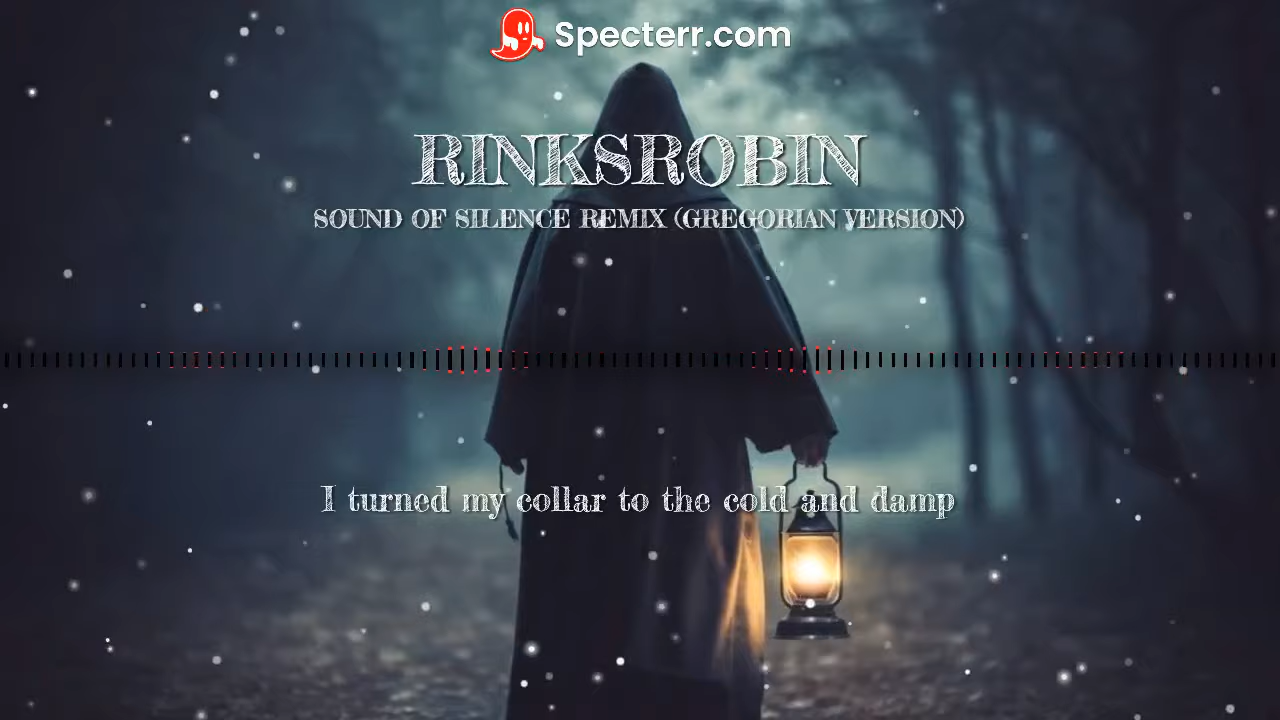 Specterr.com
RINKSROBIN
SOUND OF SILENCE REMIX (GREGORIAN VERSION)
I turned my collar to the cold and damp